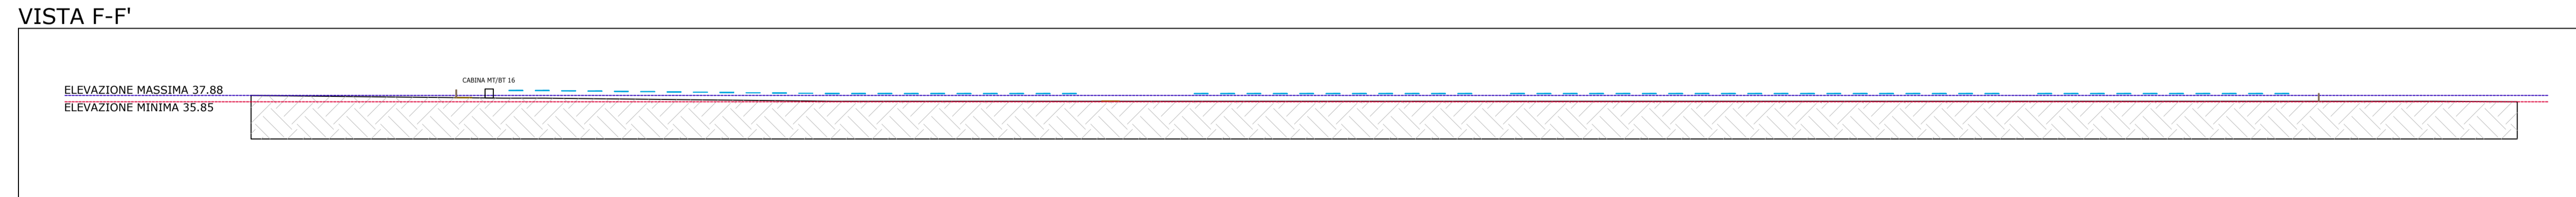 VISTA F-F'
CABINA MT/BT 16
ELEVAZIONE MASSIMA 37.88
ELEVAZIONE MINIMA 35.85